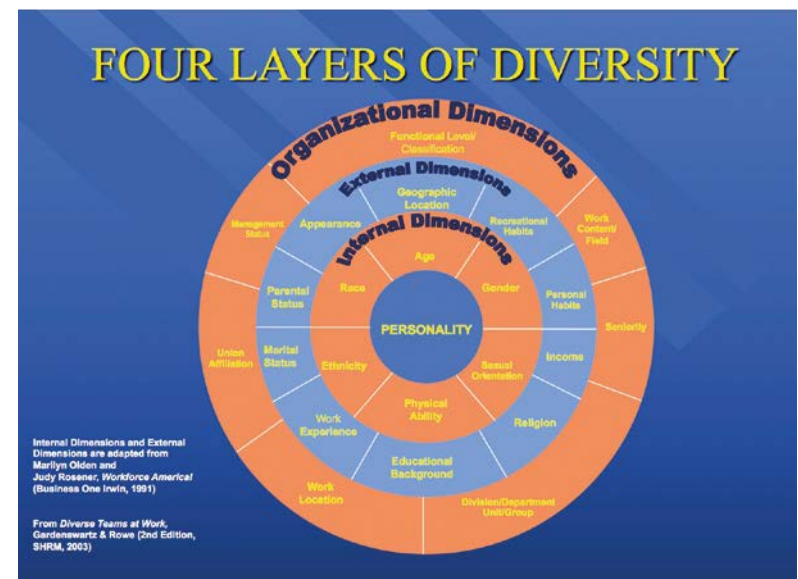 FOUR LAYERS OF DIVERSITY
Organizational Dimensions
Functional Level/
Classification
External Dimensions
Geographic
Location
Appearance
Recreational
Habits
Management
Status
Work
Content/
Field
Internal Dimensions
Age
Race
Gender
Parental
Status
Personal
Habits
PERSONALITY
Seniority
Union
Affiliation
Marital
Status
Ethnicity
Sexual
Orientation
Income
Physical
Ability
Work
Experience
Religion
Educational
Background
Work
Location
Division/Department
Unit/Group
Internal Dimensions and External
Dimensions are adapted from
Marilyn Olden and
Judy Rosener, Workforce America!
(Business One Irwin, 1991)
From Diverse Teams at Work,
Gardenswartz & Rowe (2nd Edition,
SHRM, 2003)